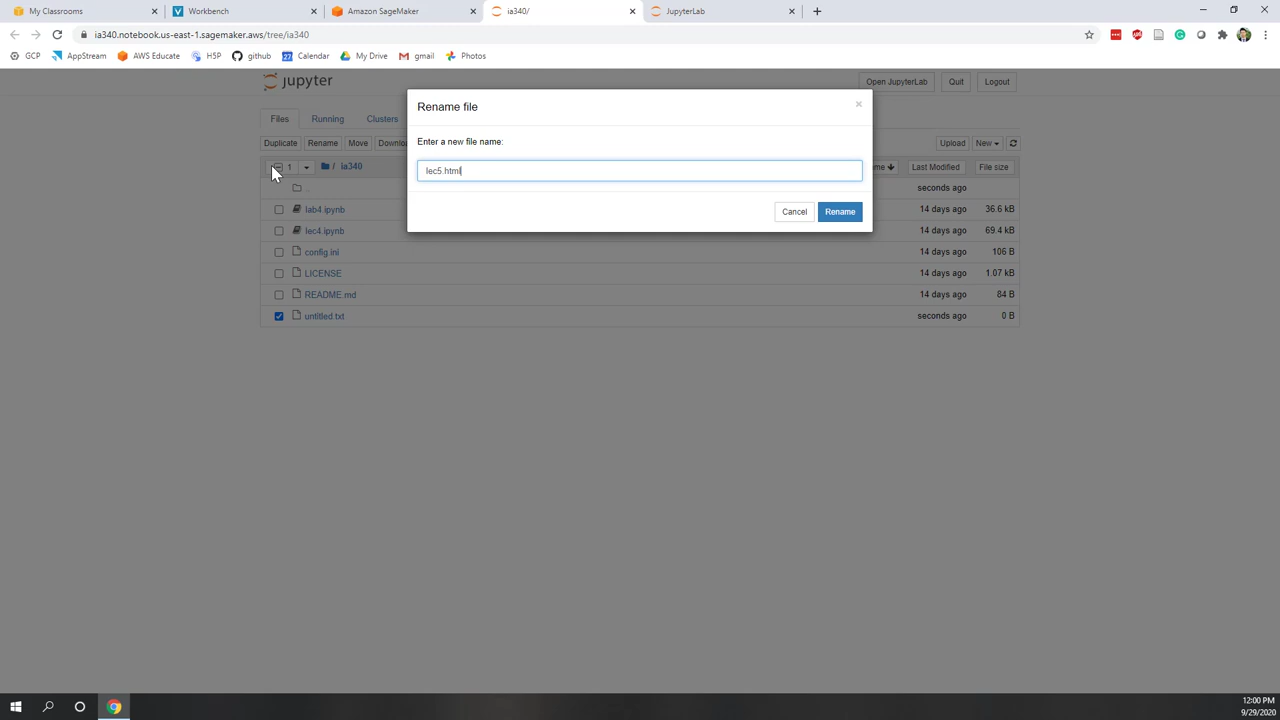 My Classrooms
Workbench
Amazon SageMaker
ia340/
JupyterLab
ia340.notebook.us-east-1.sagemaker.aws/tree/ia340
GCP
AppStream
AWS Educate
H5P
github
Calendar
My Drive
gmail
Photos
jupyter
Open JupyterLab
Quit
Logout
Rename file
Files
Running
Clusters
Enter a new file name:
Duplicate
Rename
Move
Upload
New
lec5.html
1
/ ia340
Last Modified
File size
..
seconds ago
lab4.ipynb
14 days ago
36.6 kB
Cancel
Rename
lec4.ipynb
14 days ago
69.4 kB
config.ini
14 days ago
106 B
LICENSE
14 days ago
1.07 kB
README.md
14 days ago
84 B
untitled.txt
seconds ago
0 B
12:00 PM
9/29/2020